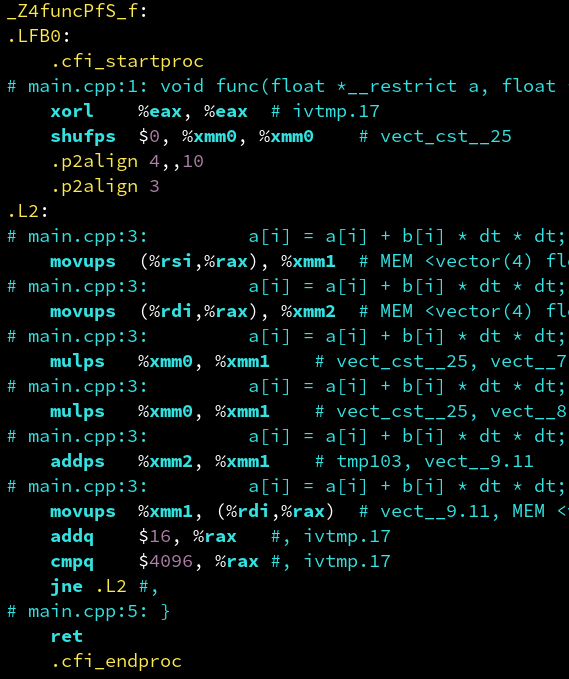 _Z4funcPfS_f:
.LFB0:
    .cfi_startproc
# main.cpp:1: void func(float *__restrict a, float
    xorl    %eax, %eax  # ivtmp.17
    shufps  $0, %xmm0, %xmm0    # vect_cst__25
    .p2align 4,,10
    .p2align 3
.L2:
# main.cpp:3:         a[i] = a[i] + b[i] * dt * dt;
    movups  (%rsi,%rax), %xmm1  # MEM <vector(4) flo
# main.cpp:3:         a[i] = a[i] + b[i] * dt * dt;
    movups  (%rdi,%rax), %xmm2  # MEM <vector(4) flo
# main.cpp:3:         a[i] = a[i] + b[i] * dt * dt;
    mulps   %xmm0, %xmm1    # vect_cst__25, vect__7
# main.cpp:3:         a[i] = a[i] + b[i] * dt * dt;
    mulps   %xmm0, %xmm1    # vect_cst__25, vect__8
# main.cpp:3:         a[i] = a[i] + b[i] * dt * dt;
    addps   %xmm2, %xmm1    # tmp103, vect__9.11
# main.cpp:3:         a[i] = a[i] + b[i] * dt * dt;
    movups  %xmm1, (%rdi,%rax)  # vect__9.11, MEM <
    addq    $16, %rax   #, ivtmp.17
    cmpq    $4096, %rax #, ivtmp.17
    jne .L2 #,
# main.cpp:5: }
    ret
    .cfi_endproc